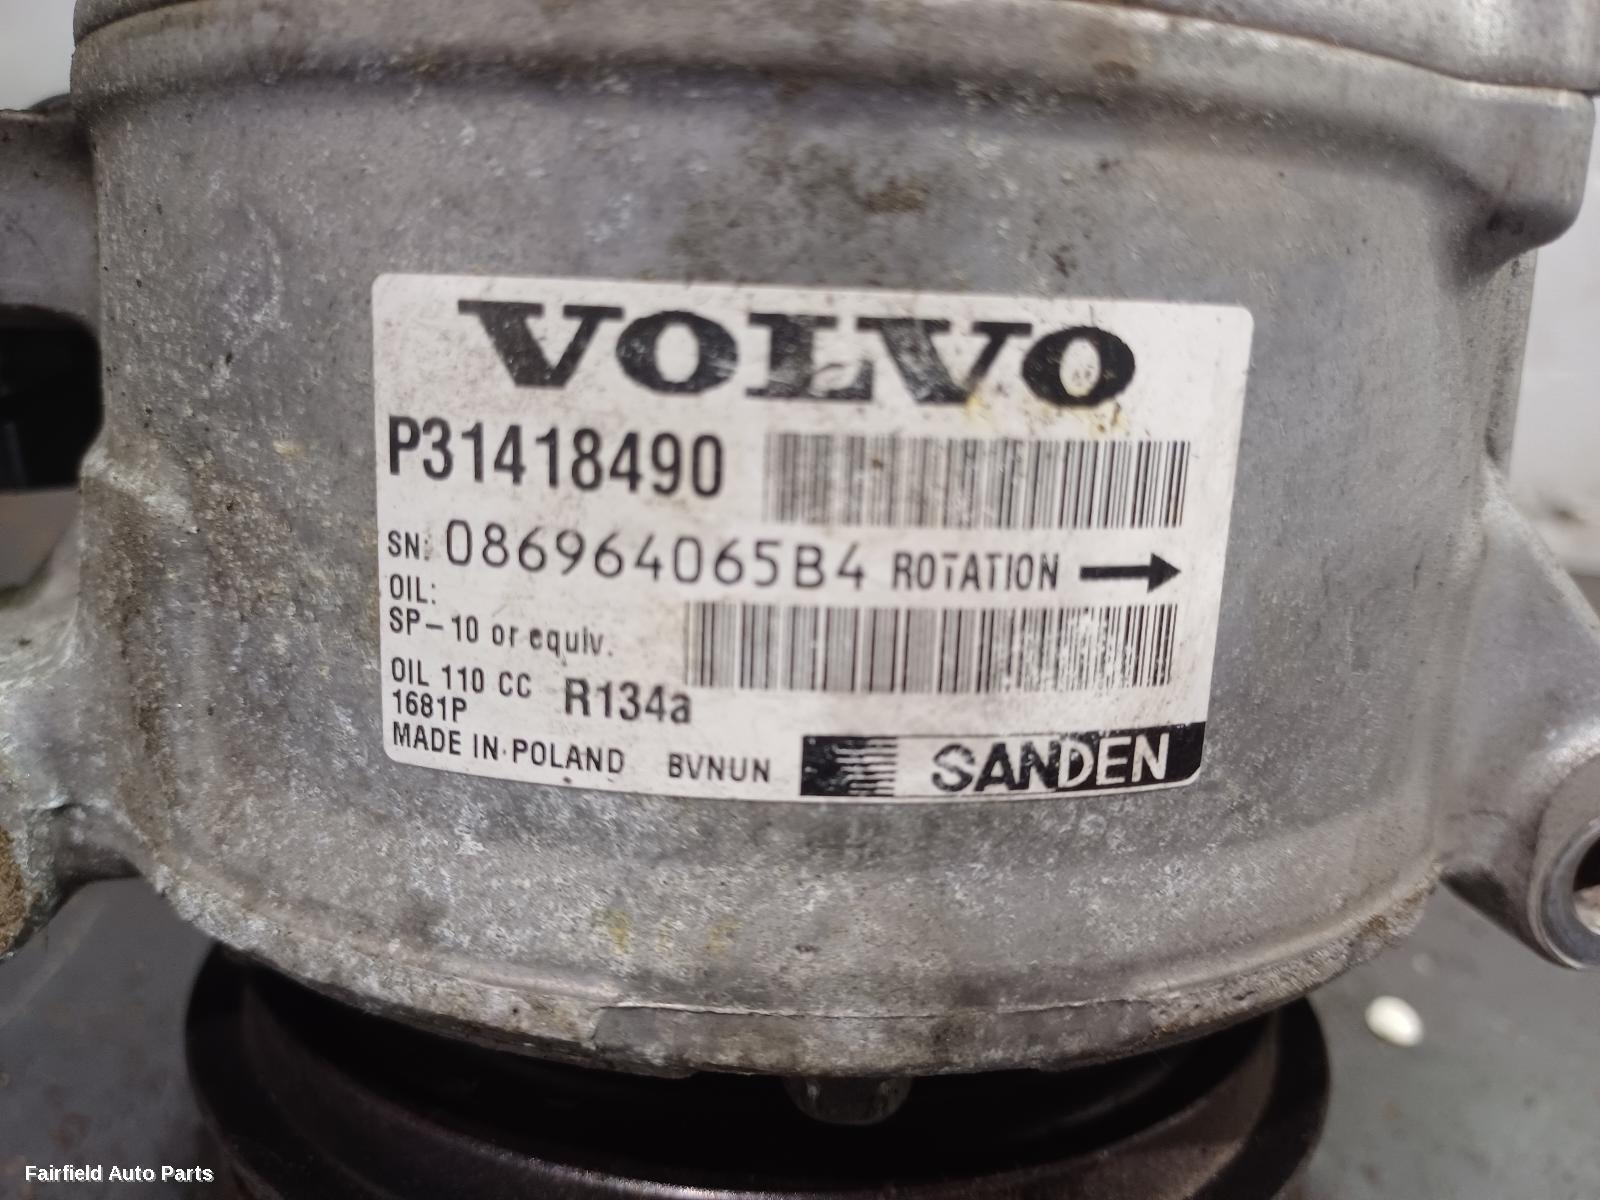 VOLVO
P31418490
SN: 086964065B4 ROTATION
OIL:
SP-10 or equiv.
OIL 110 CC R134a
1681P
MADE IN POLAND BVNUN SANDEN
Fairfield Auto Parts